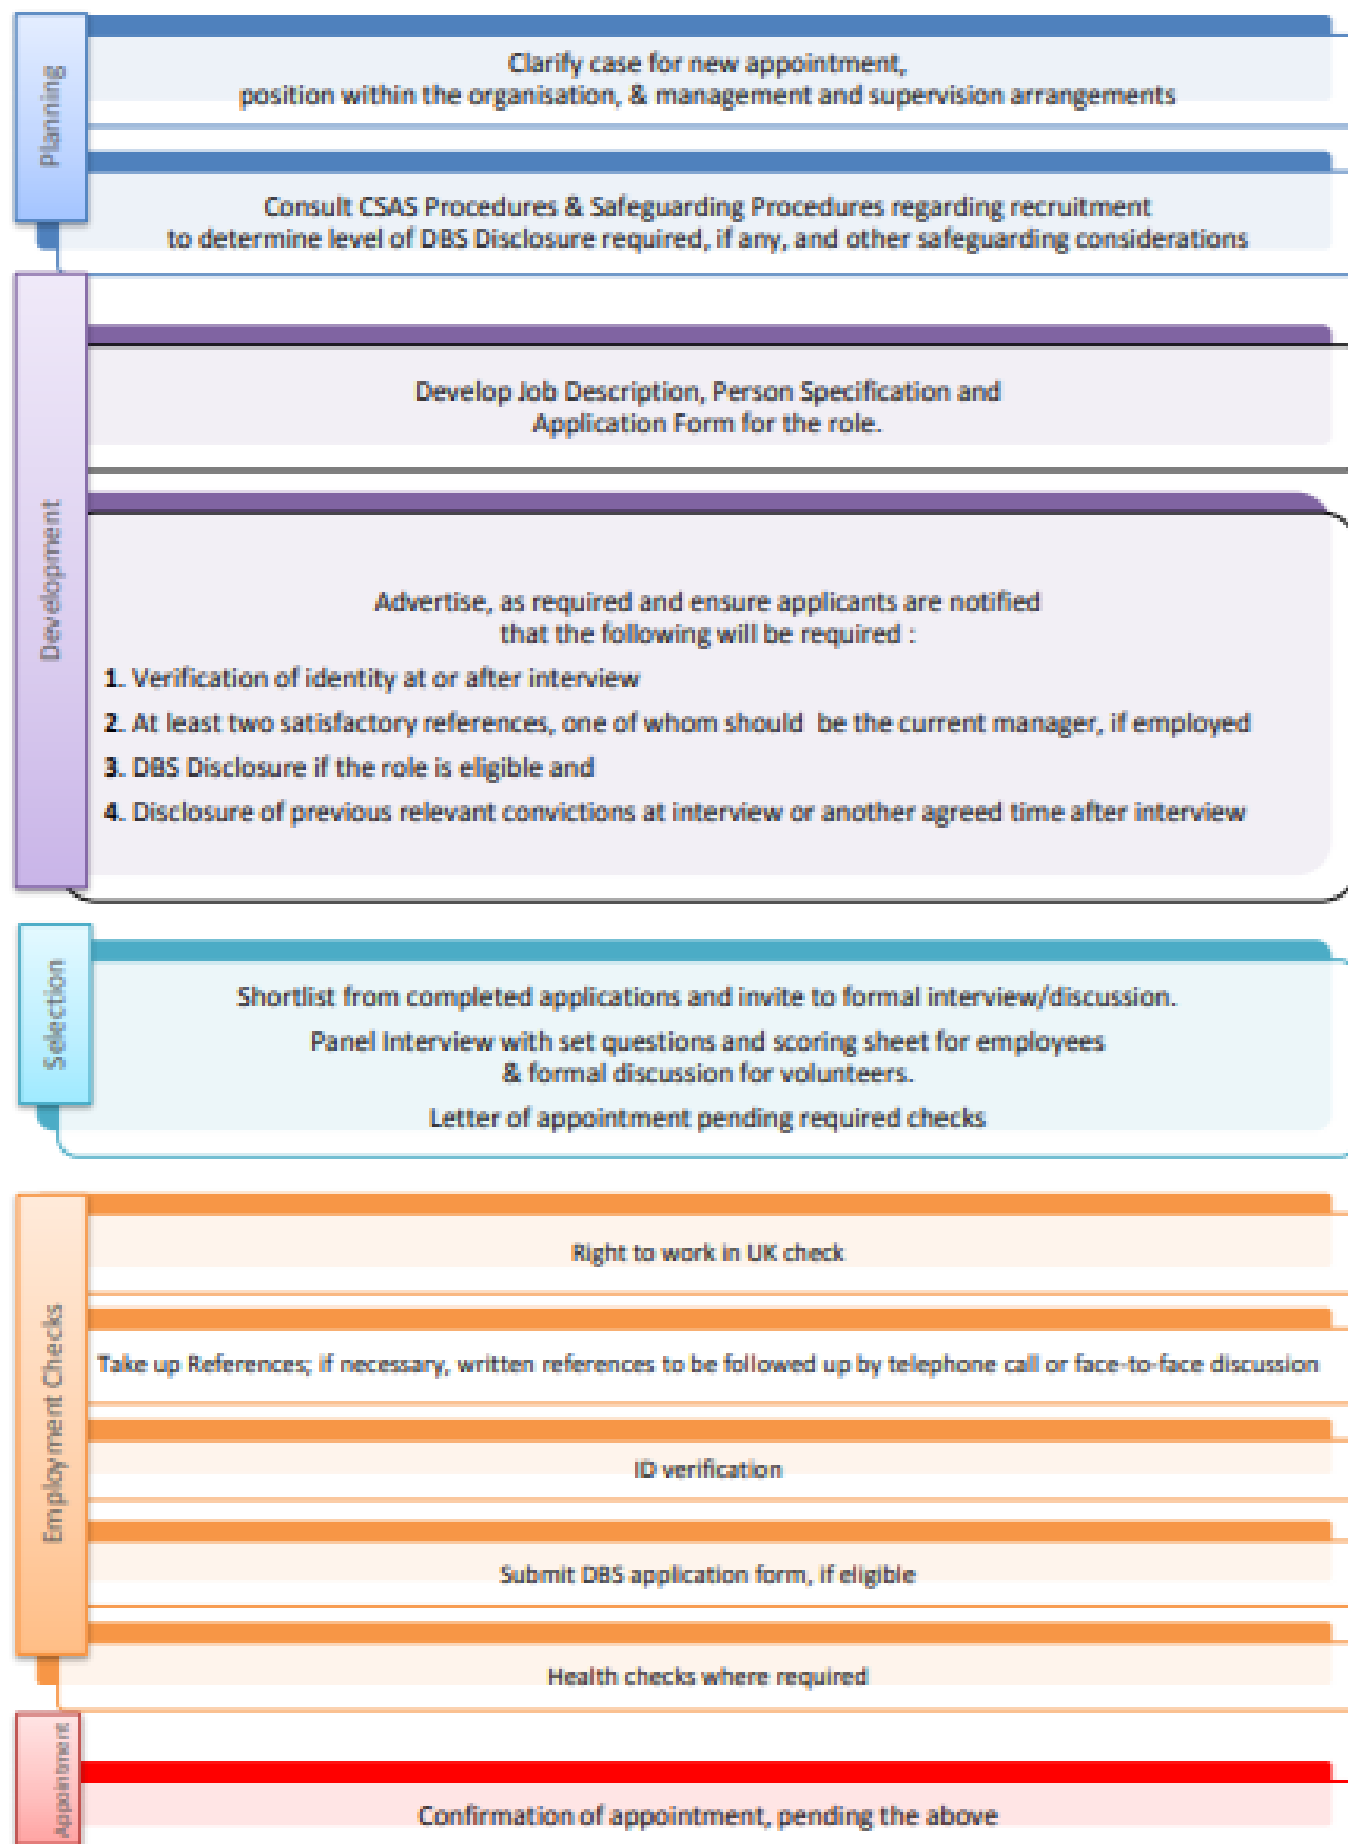 Planning
Clarify case for new appointment,
position within the organisation, & management and supervision arrangements
Consult CSAS Procedures & Safeguarding Procedures regarding recruitment
to determine level of DBS Disclosure required, if any, and other safeguarding considerations
Development
Develop Job Description, Person Specification and
Application Form for the role.
Advertise, as required and ensure applicants are notified
that the following will be required :
1. Verification of identity at or after interview
2. At least two satisfactory references, one of whom should  be the current manager, if employed
3. DBS Disclosure if the role is eligible and
4. Disclosure of previous relevant convictions at interview or another agreed time after interview
Selection
Shortlist from completed applications and invite to formal interview/discussion.
Panel Interview with set questions and scoring sheet for employees
& formal discussion for volunteers.
Letter of appointment pending required checks
Employment Checks
Right to work in UK check
Take up References; if necessary, written references to be followed up by telephone call or face-to-face discussion
ID verification
Submit DBS application form, if eligible
Health checks where required
Appointment
Confirmation of appointment, pending the above